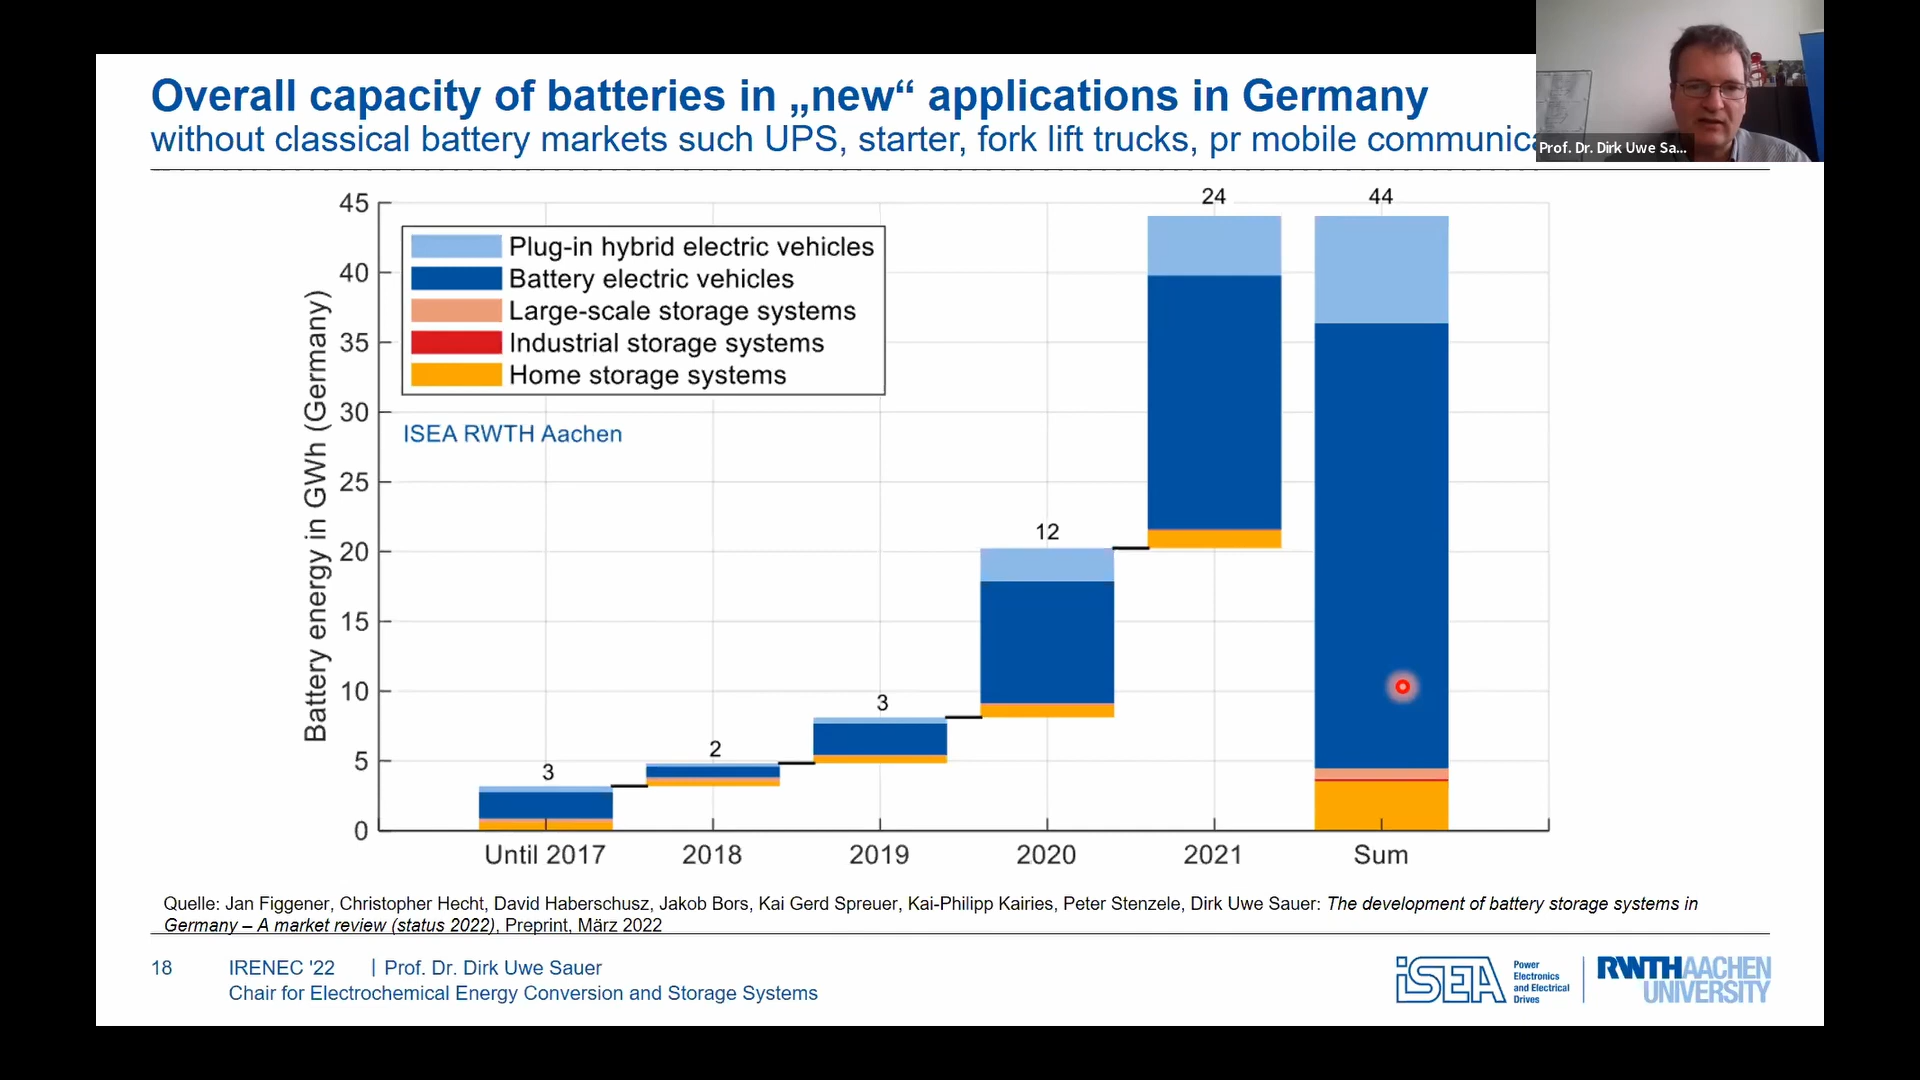 Overall capacity of batteries in „new“ applications in Germany
without classical battery markets such UPS, starter, fork lift trucks, pr mobile communica
Prof. Dr. Dirk Uwe Sa...
Battery energy in GWh (Germany)
45
40
35
30
25
20
15
10
5
0
Plug-in hybrid electric vehicles
Battery electric vehicles
Large-scale storage systems
Industrial storage systems
Home storage systems
ISEA RWTH Aachen
3
2
3
12
24
44
Until 2017
2018
2019
2020
2021
Sum
Quelle: Jan Figgener, Christopher Hecht, David Haberschusz, Jakob Bors, Kai Gerd Spreuer, Kai-Philipp Kairies, Peter Stenzele, Dirk Uwe Sauer: The development of battery storage systems in
Germany – A market review (status 2022), Preprint, März 2022
18
IRENEC '22 | Prof. Dr. Dirk Uwe Sauer
Chair for Electrochemical Energy Conversion and Storage Systems
iSEA
Power
Electronics
and Electrical
Drives
RWTH AACHEN
UNIVERSITY